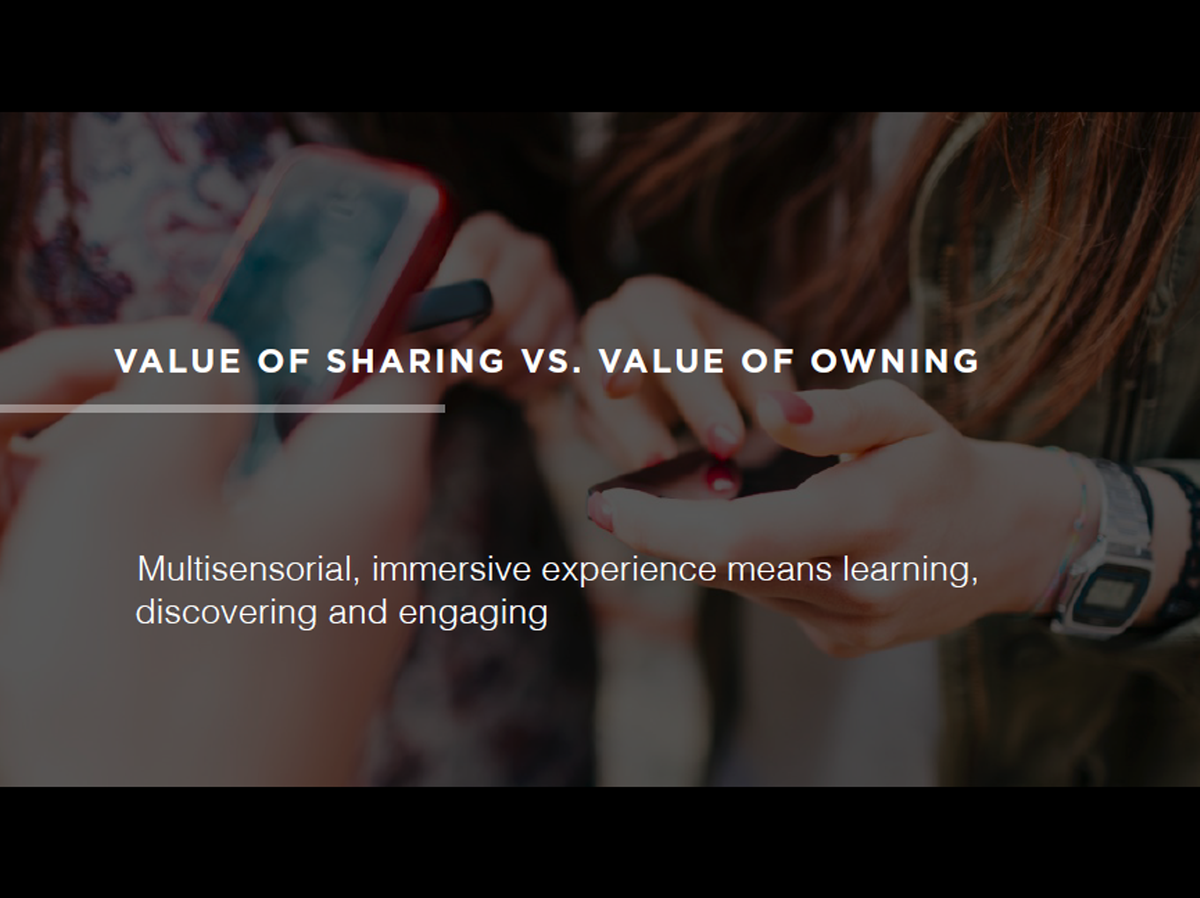 VALUE OF SHARING VS. VALUE OF OWNING
Multisensorial, immersive experience means learning,
discovering and engaging